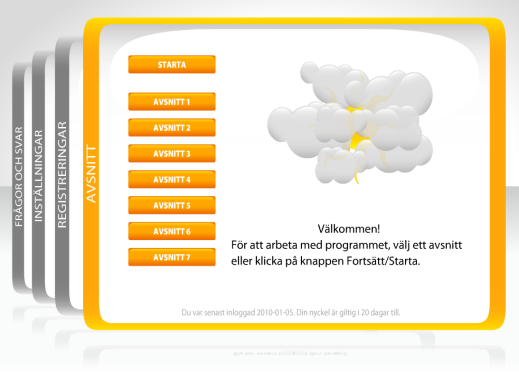 FRÅGOR OCH SVAR
INSTÄLLNINGAR
REGISTRERINGAR
AVSNITT
STARTA
AVSNITT 1
AVSNITT 2
AVSNITT 3
AVSNITT 4
AVSNITT 5
AVSNITT 6
AVSNITT 7
Välkommen!
För att arbeta med programmet, välj ett avsnitt
eller klicka på knappen Fortsätt/Starta.
Du var senast inloggad 2010-01-05. Din nyckel är giltig i 20 dagar till.